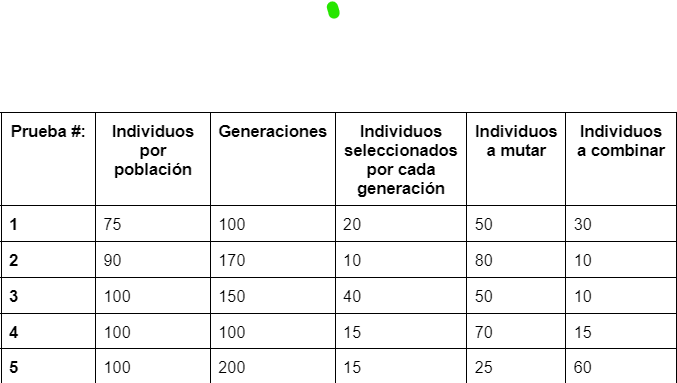 Prueba #: Individuos por población Generaciones Individuos seleccionados por cada generación Individuos a mutar Individuos a combinar
1 75 100 20 50 30
2 90 170 10 80 10
3 100 150 40 50 10
4 100 100 15 70 15
5 100 200 15 25 60